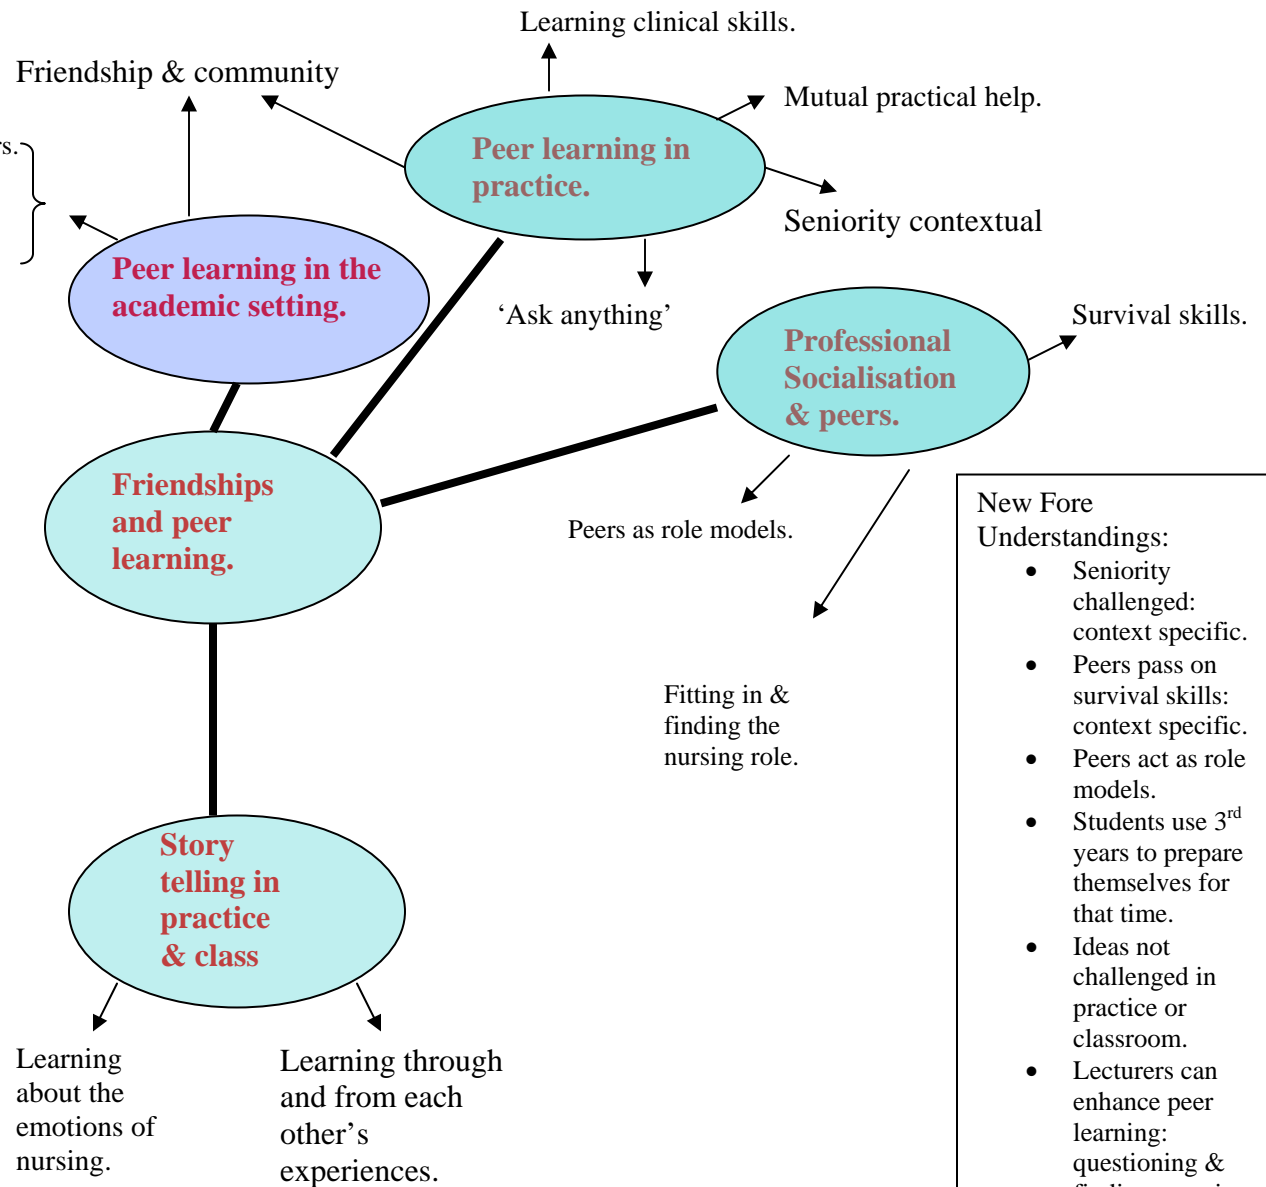 Learning clinical skills.
Friendship & community
Mutual practical help.
Peer learning in
practice.
Seniority contextual
Peer learning in the
academic setting.
‘Ask anything’
Survival skills.
Professional
Socialisation
& peers.
Friendships
and peer
learning.
Peers as role models.
Fitting in &
finding the
nursing role.
Story
telling in
practice
& class
Learning
about the
emotions of
nursing.
Learning through
and from each
other’s
experiences.
New Fore
Understandings:
• Seniority
challenged:
context specific.
• Peers pass on
survival skills:
context specific.
• Peers act as role
models.
• Students use 3rd
years to prepare
themselves for
that time.
• Ideas not
challenged in
practice or
classroom.
• Lecturers can
enhance peer
learning:
questioning &